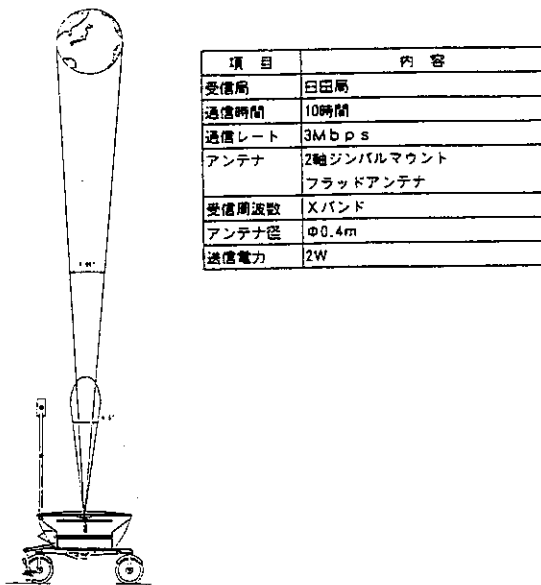 項 目 内 容
受信局 臼田局
通信時間 10時間
通信レート 3Mbps
アンテナ 2軸ジンバルマウント
フラッドアンテナ
受信周波数 Xバンド
アンテナ径 Φ0.4m
送信電力 2W